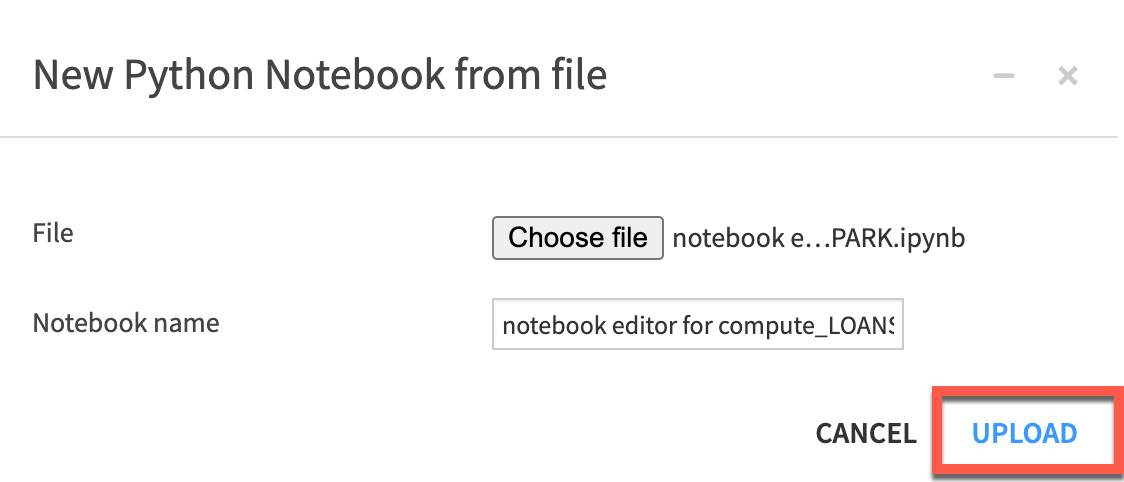 New Python Notebook from file
File
Choose file notebook e…PARK.ipynb
Notebook name
notebook editor for compute_LOANS
CANCEL UPLOAD